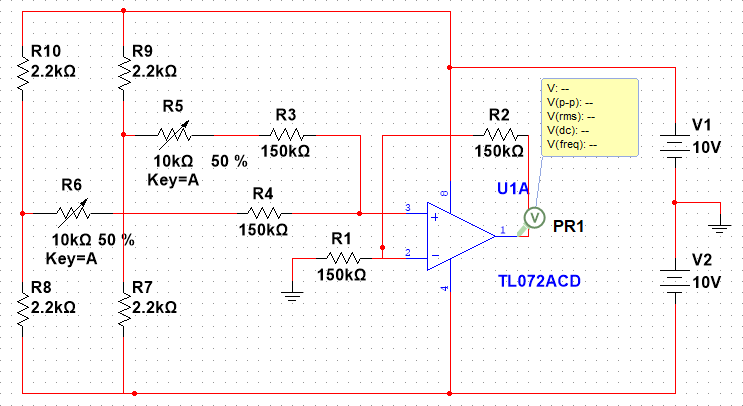 R10
2.2kΩ
R9
2.2kΩ
R5
10kΩ 50 %
Key=A
R3
150kΩ
R2
150kΩ
V: --
V(p-p): --
V(rms): --
V(dc): --
V(freq): --
V1
10V
R6
10kΩ 50 %
Key=A
R4
150kΩ
R1
150kΩ
8
3
2
1
4
+
−
U1A
V
PR1
TL072ACD
R8
2.2kΩ
R7
2.2kΩ
V2
10V